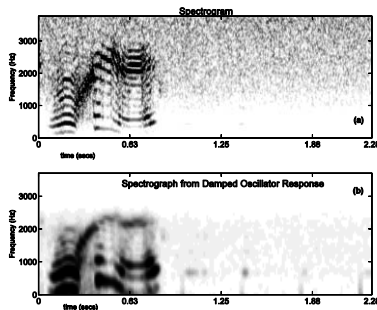 Spectrogram
3000
2000
1000
0
Frequency (Hz)
(a)
0 0.63 1.25 1.88 2.28
time (secs)
Spectrograph from Damped Oscillator Response
(b)
3000
2000
1000
0
Frequency (Hz)
0 0.63 1.25 1.88 2.28
time (secs)